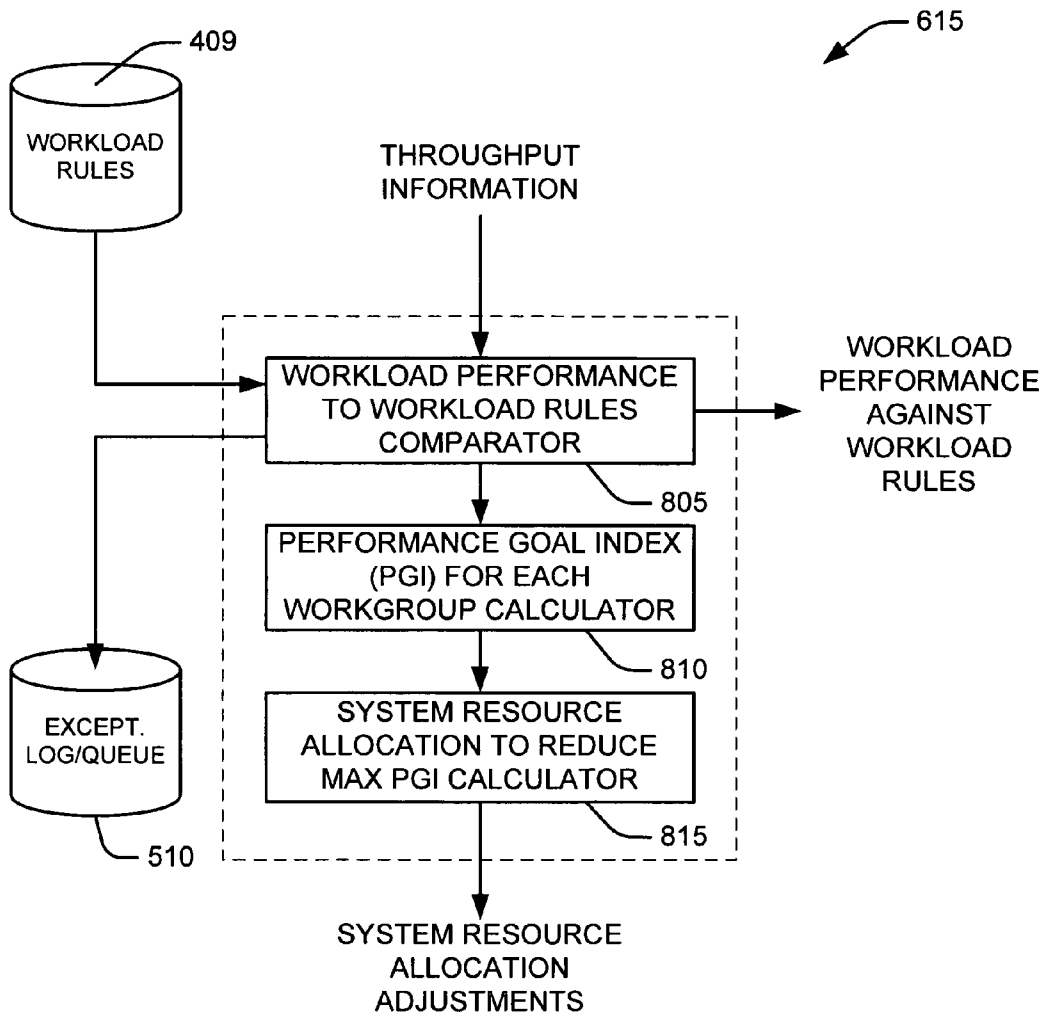 615
409
WORKLOAD
RULES
THROUGHPUT
INFORMATION
WORKLOAD PERFORMANCE
TO WORKLOAD RULES
COMPARATOR
805
WORKLOAD
PERFORMANCE
AGAINST
WORKLOAD
RULES
PERFORMANCE GOAL INDEX
(PGI) FOR EACH
WORKGROUP CALCULATOR
810
EXCEPT.
LOG/QUEUE
510
SYSTEM RESOURCE
ALLOCATION TO REDUCE
MAX PGI CALCULATOR
815
SYSTEM RESOURCE
ALLOCATION
ADJUSTMENTS